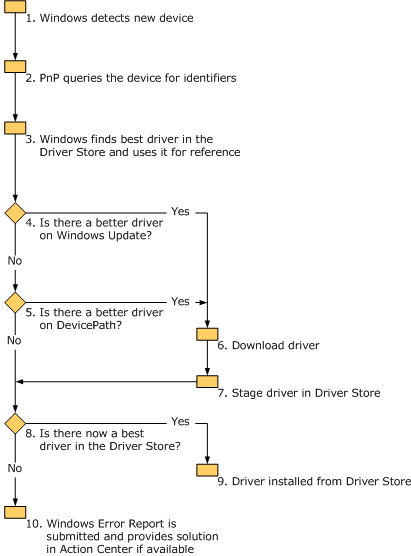 1. Windows detects new device
2. PnP queries the device for identifiers
3. Windows finds best driver in the
Driver Store and uses it for reference
Yes
4. Is there a better driver
on Windows Update?
No
Yes
5. Is there a better driver
on DevicePath?
No
6. Download driver
7. Stage driver in Driver Store
Yes
8. Is there now a best
driver in the Driver Store?
No
9. Driver installed from Driver Store
10. Windows Error Report is
submitted and provides solution
in Action Center if available